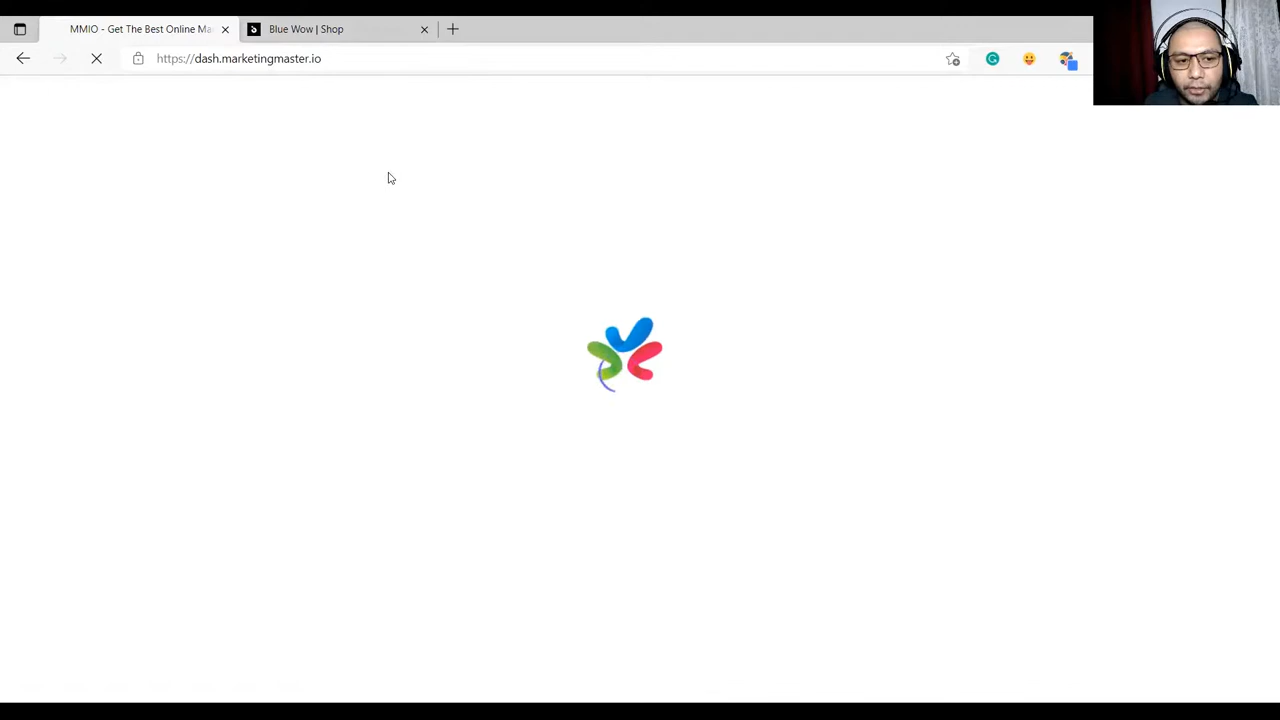 MMIO - Get The Best Online Ma
Blue Wow | Shop
https://dash.marketingmaster.io